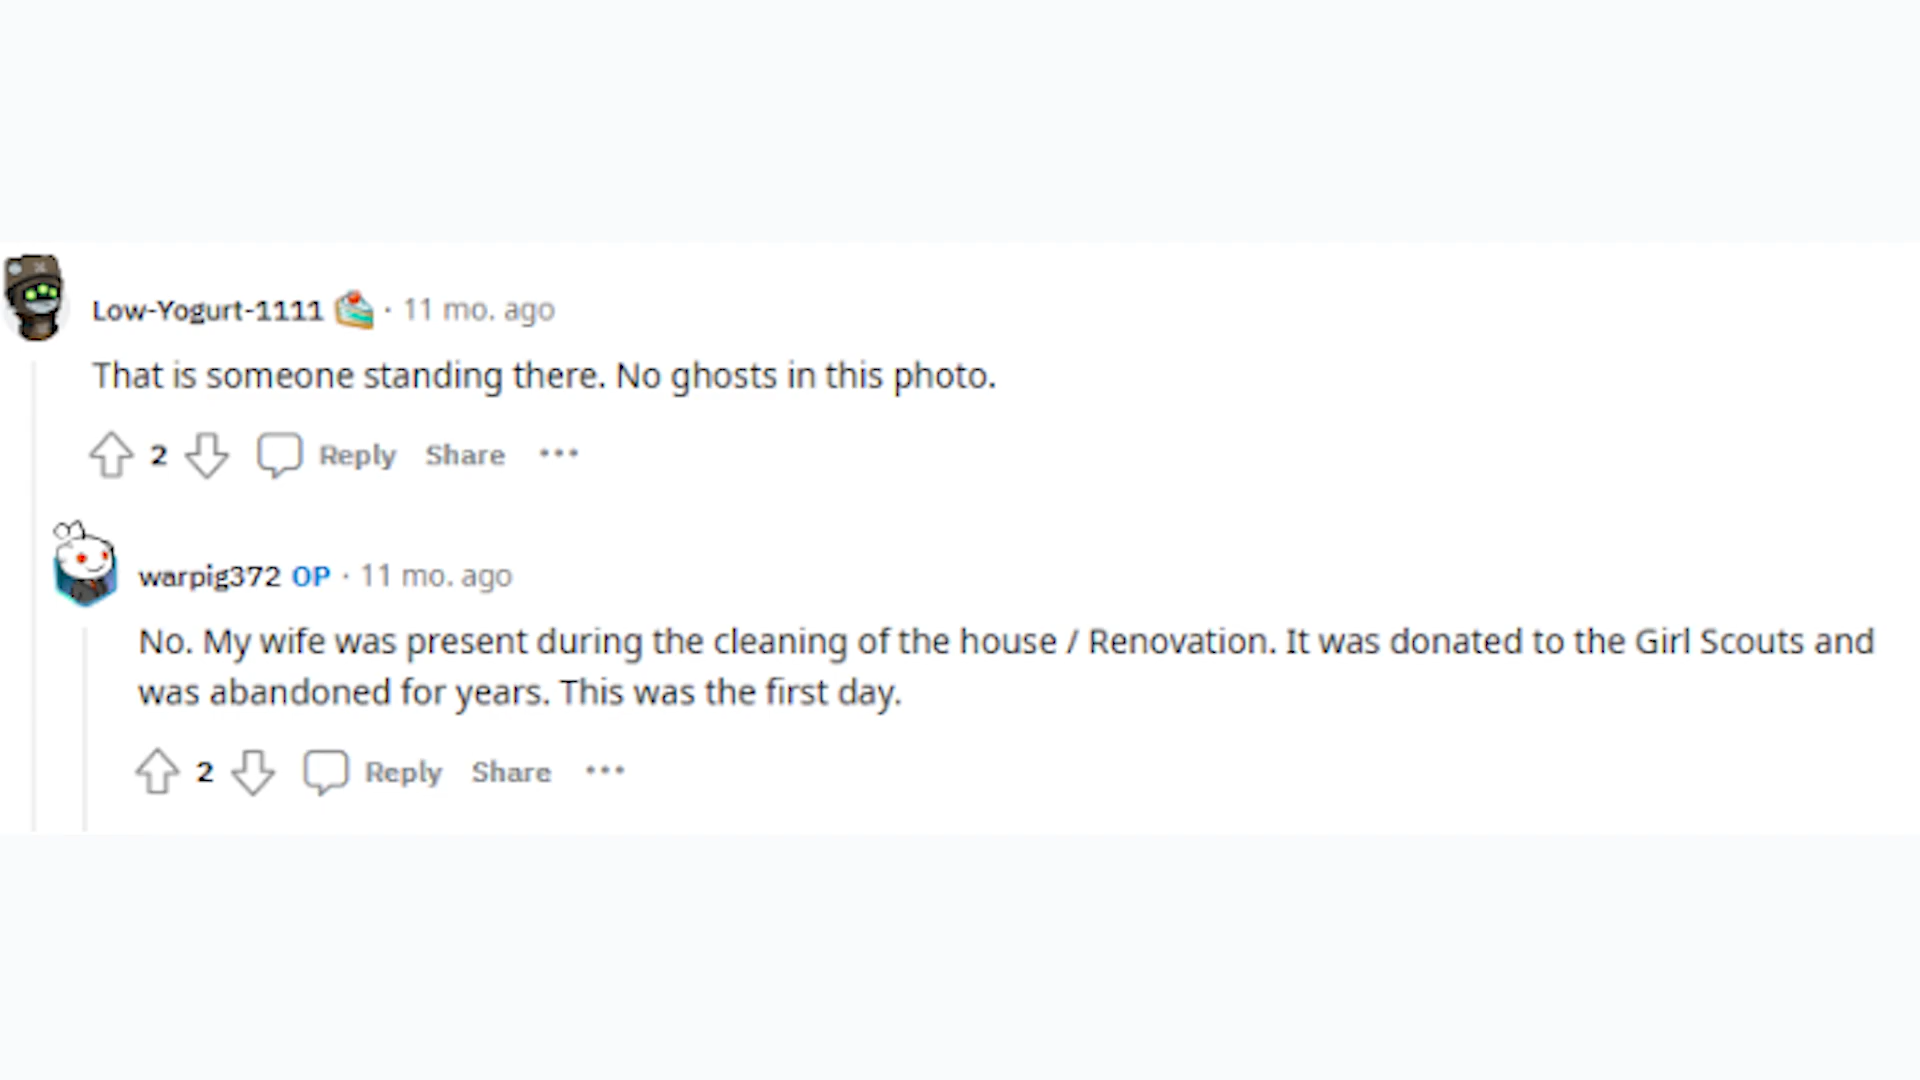 Low-Yogurt-1111 · 11 mo. ago
That is someone standing there. No ghosts in this photo.
2 Reply Share •••
warpig372 OP · 11 mo. ago
No. My wife was present during the cleaning of the house / Renovation. It was donated to the Girl Scouts and
was abandoned for years. This was the first day.
2 Reply Share •••